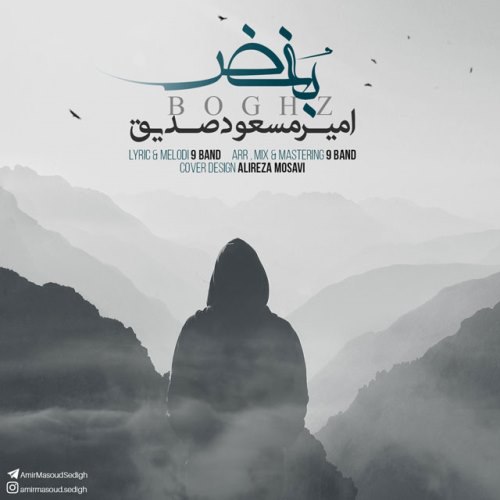 بُغض
BOGHZ
امیرمسعود صدیق
LYRIC & MELODI 9 BAND ARR , MIX & MASTERING 9 BAND
COVER DESIGN ALIREZA MOSAVI
AmirMasoudSedigh
amirmasoud.sedigh